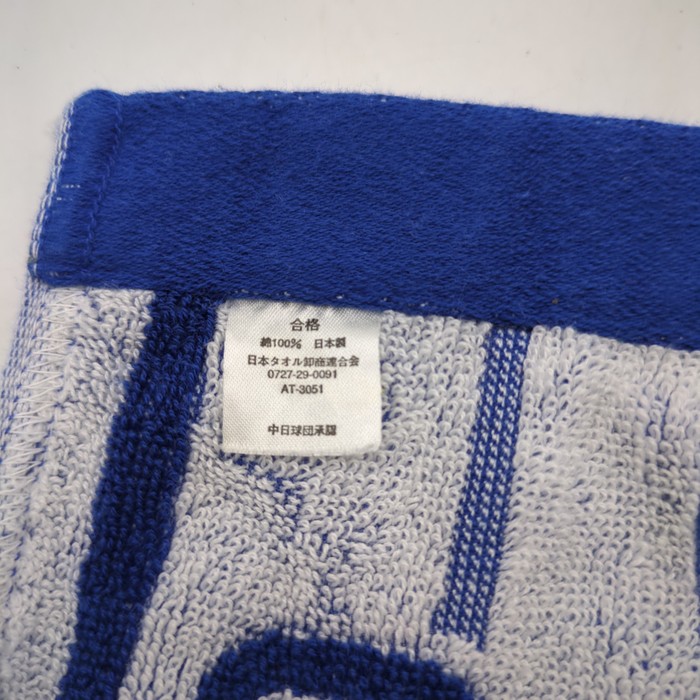 合格
綿100% 日本製
日本タオル卸商連合会
0727-29-0091
AT-3051
中日球団承認